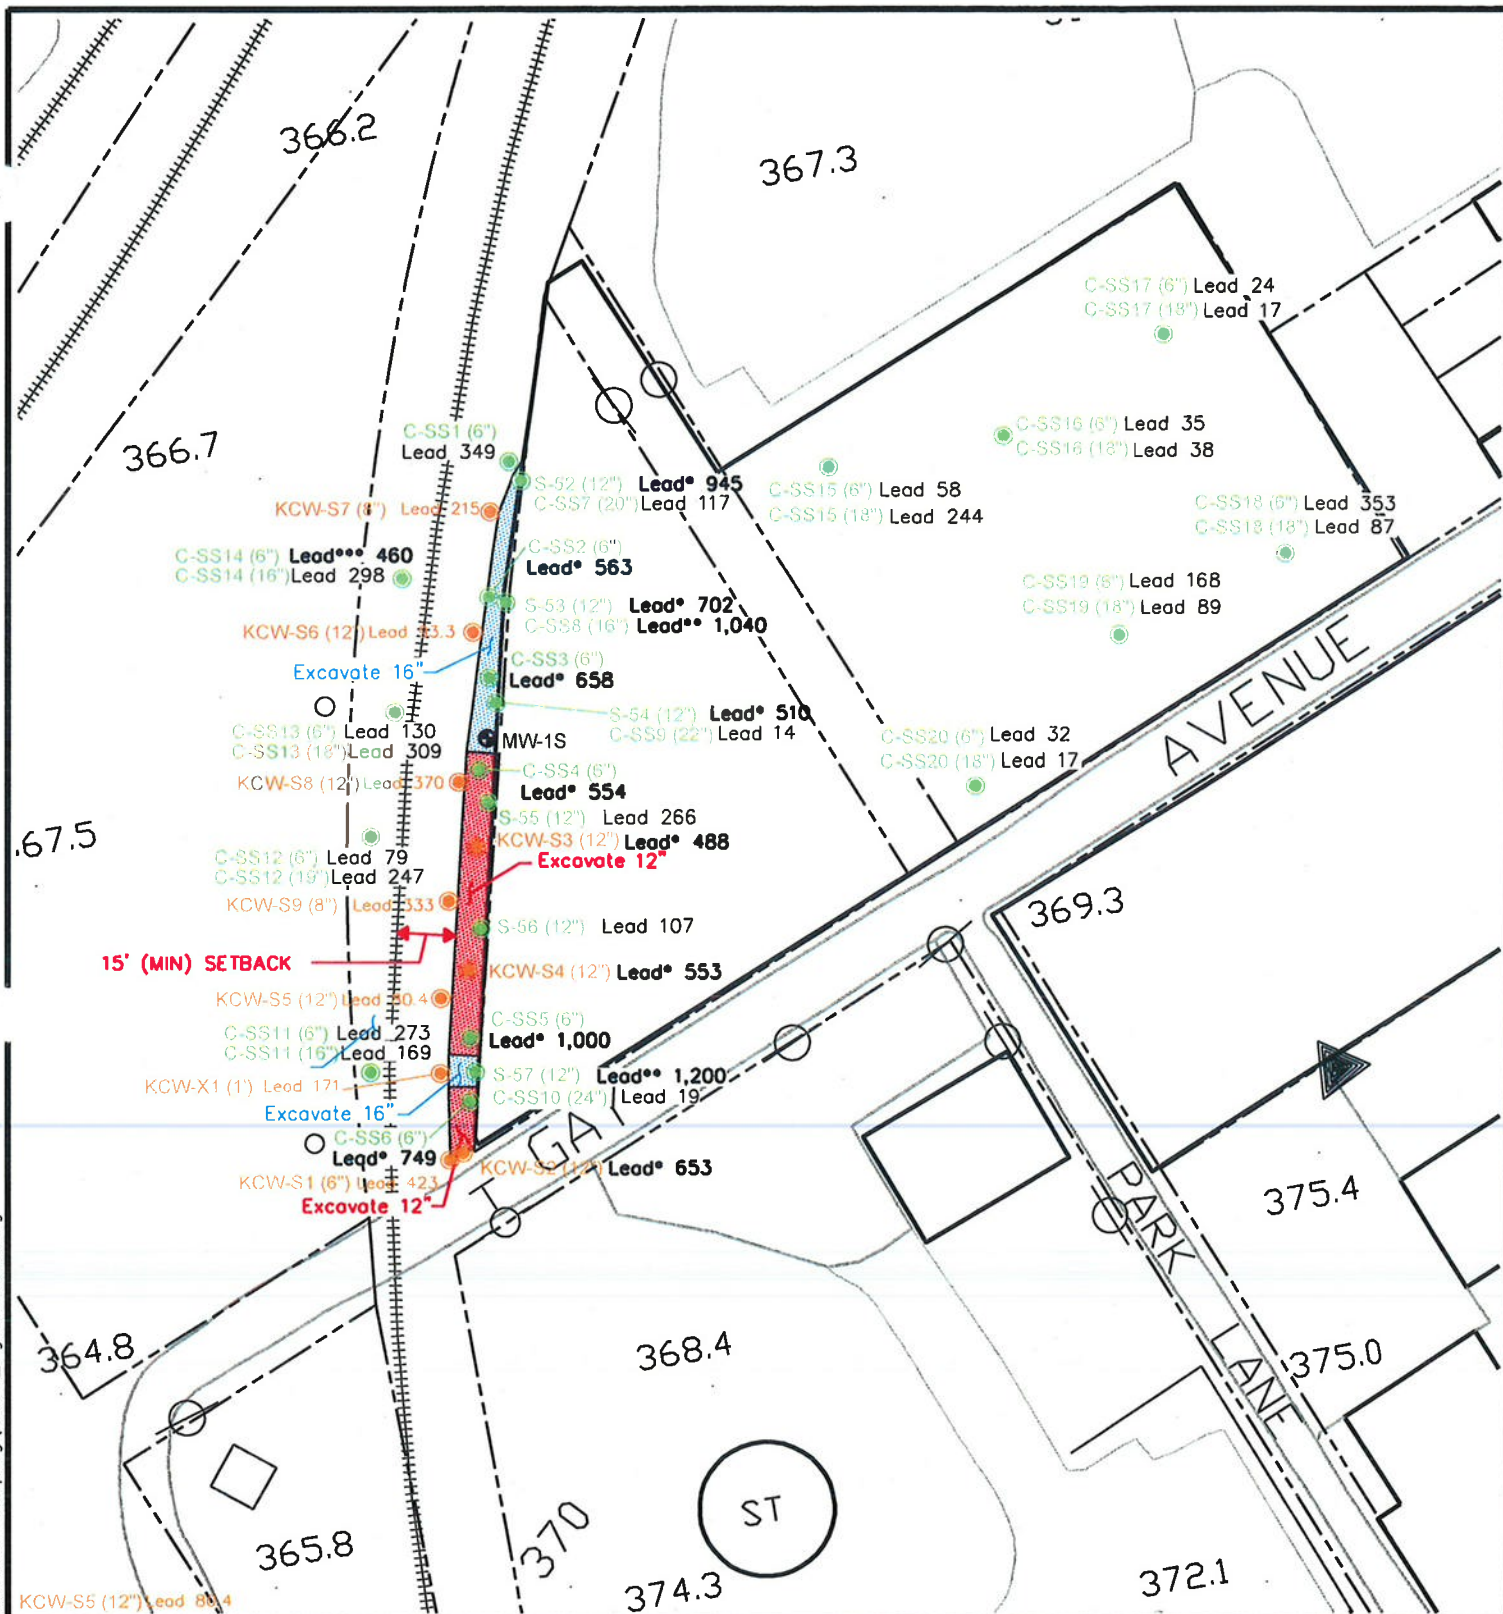 366.2
367.3
C-SS17 (6") Lead 24
C-SS17 (18") Lead 17
366.7
C-SS1 (6")
Lead 349
C-SS16 (6") Lead 35
C-SS16 (18") Lead 38
S-52 (12") Lead* 945
C-SS7 (20") Lead 117
C-SS15 (6") Lead 58
C-SS15 (18") Lead 244
KCW-S7 (8") Lead 215
C-SS18 (6") Lead 353
C-SS18 (18") Lead 87
C-SS14 (6") Lead*** 460
C-SS14 (16") Lead 298
C-SS2 (6")
Lead* 563
C-SS19 (6") Lead 168
C-SS19 (18") Lead 89
S-53 (12") Lead* 702
C-SS8 (16") Lead** 1,040
KCW-S6 (12") Lead 33.3
Excavate 16"
C-SS3 (6")
Lead* 658
S-54 (12") Lead* 510
C-SS9 (22") Lead 14
C-SS13 (6") Lead 130
C-SS13 (18") Lead 309
MW-1S
C-SS20 (6") Lead 32
C-SS20 (18") Lead 17
AVENUE
KCW-S8 (12") Lead 370
C-SS4 (6")
Lead* 554
S-55 (12") Lead 266
KCW-S3 (12") Lead* 488
Excavate 12"
.67.5
C-SS12 (6") Lead 79
C-SS12 (19") Lead 247
KCW-S9 (8") Lead 333
369.3
S-56 (12") Lead 107
15' (MIN) SETBACK
KCW-S4 (12") Lead* 553
KCW-S5 (12") Lead 80.4
C-SS11 (6") Lead 273
C-SS11 (16") Lead 169
C-SS5 (6")
Lead* 1,000
KCW-X1 (1') Lead 171
S-57 (12") Lead** 1,200
C-SS10 (24") Lead 19
Excavate 16"
GAY
C-SS6 (6")
Lead* 749
KCW-S2 (12") Lead* 653
KCW-S1 (6") Lead 423
Excavate 12"
PARK
LANE
375.4
364.8
368.4
375.0
365.8
370
ST
374.3
372.1
KCW-S5 (12") Lead 80.4